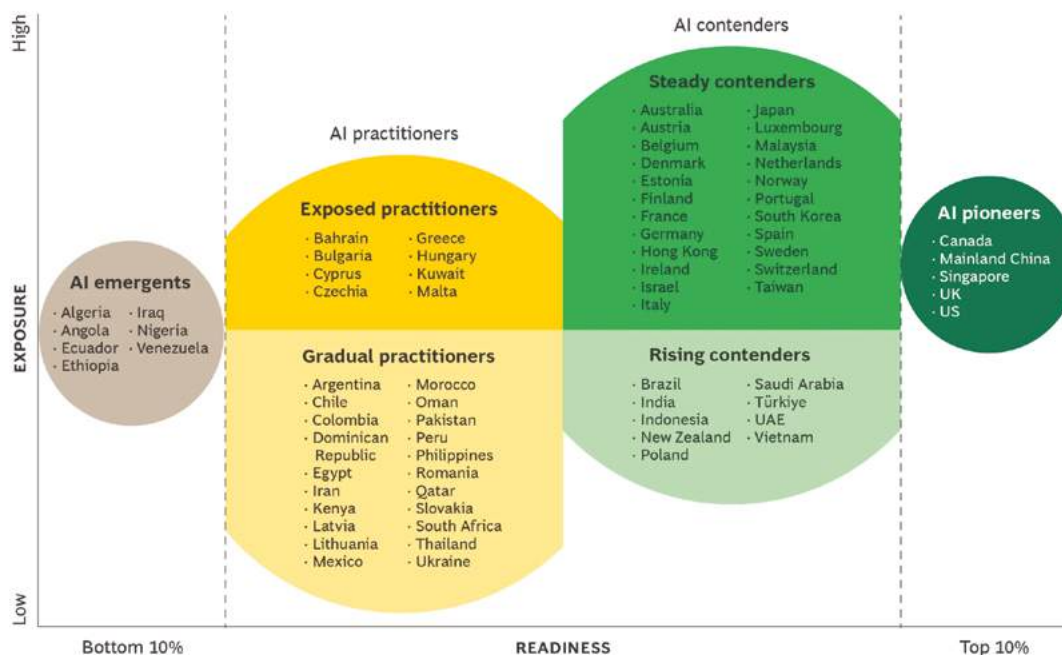 High
AI contenders
Steady contenders
· Australia
· Austria
· Belgium
· Denmark
· Estonia
· Finland
· France
· Germany
· Hong Kong
· Ireland
· Israel
· Italy
· Japan
· Luxembourg
· Malaysia
· Netherlands
· Norway
· Portugal
· South Korea
· Spain
· Sweden
· Switzerland
· Taiwan
AI practitioners
Exposed practitioners
· Bahrain
· Bulgaria
· Cyprus
· Czechia
· Greece
· Hungary
· Kuwait
· Malta
AI pioneers
· Canada
· Mainland China
· Singapore
· UK
· US
AI emergents
· Algeria
· Angola
· Ecuador
· Ethiopia
· Iraq
· Nigeria
· Venezuela
EXPOSURE
Gradual practitioners
· Argentina
· Chile
· Colombia
· Dominican
Republic
· Egypt
· Iran
· Kenya
· Latvia
· Lithuania
· Mexico
· Morocco
· Oman
· Pakistan
· Peru
· Philippines
· Romania
· Qatar
· Slovakia
· South Africa
· Thailand
· Ukraine
Rising contenders
· Brazil
· India
· Indonesia
· New Zealand
· Poland
· Saudi Arabia
· Türkiye
· UAE
· Vietnam
Low
Bottom 10%
READINESS
Top 10%